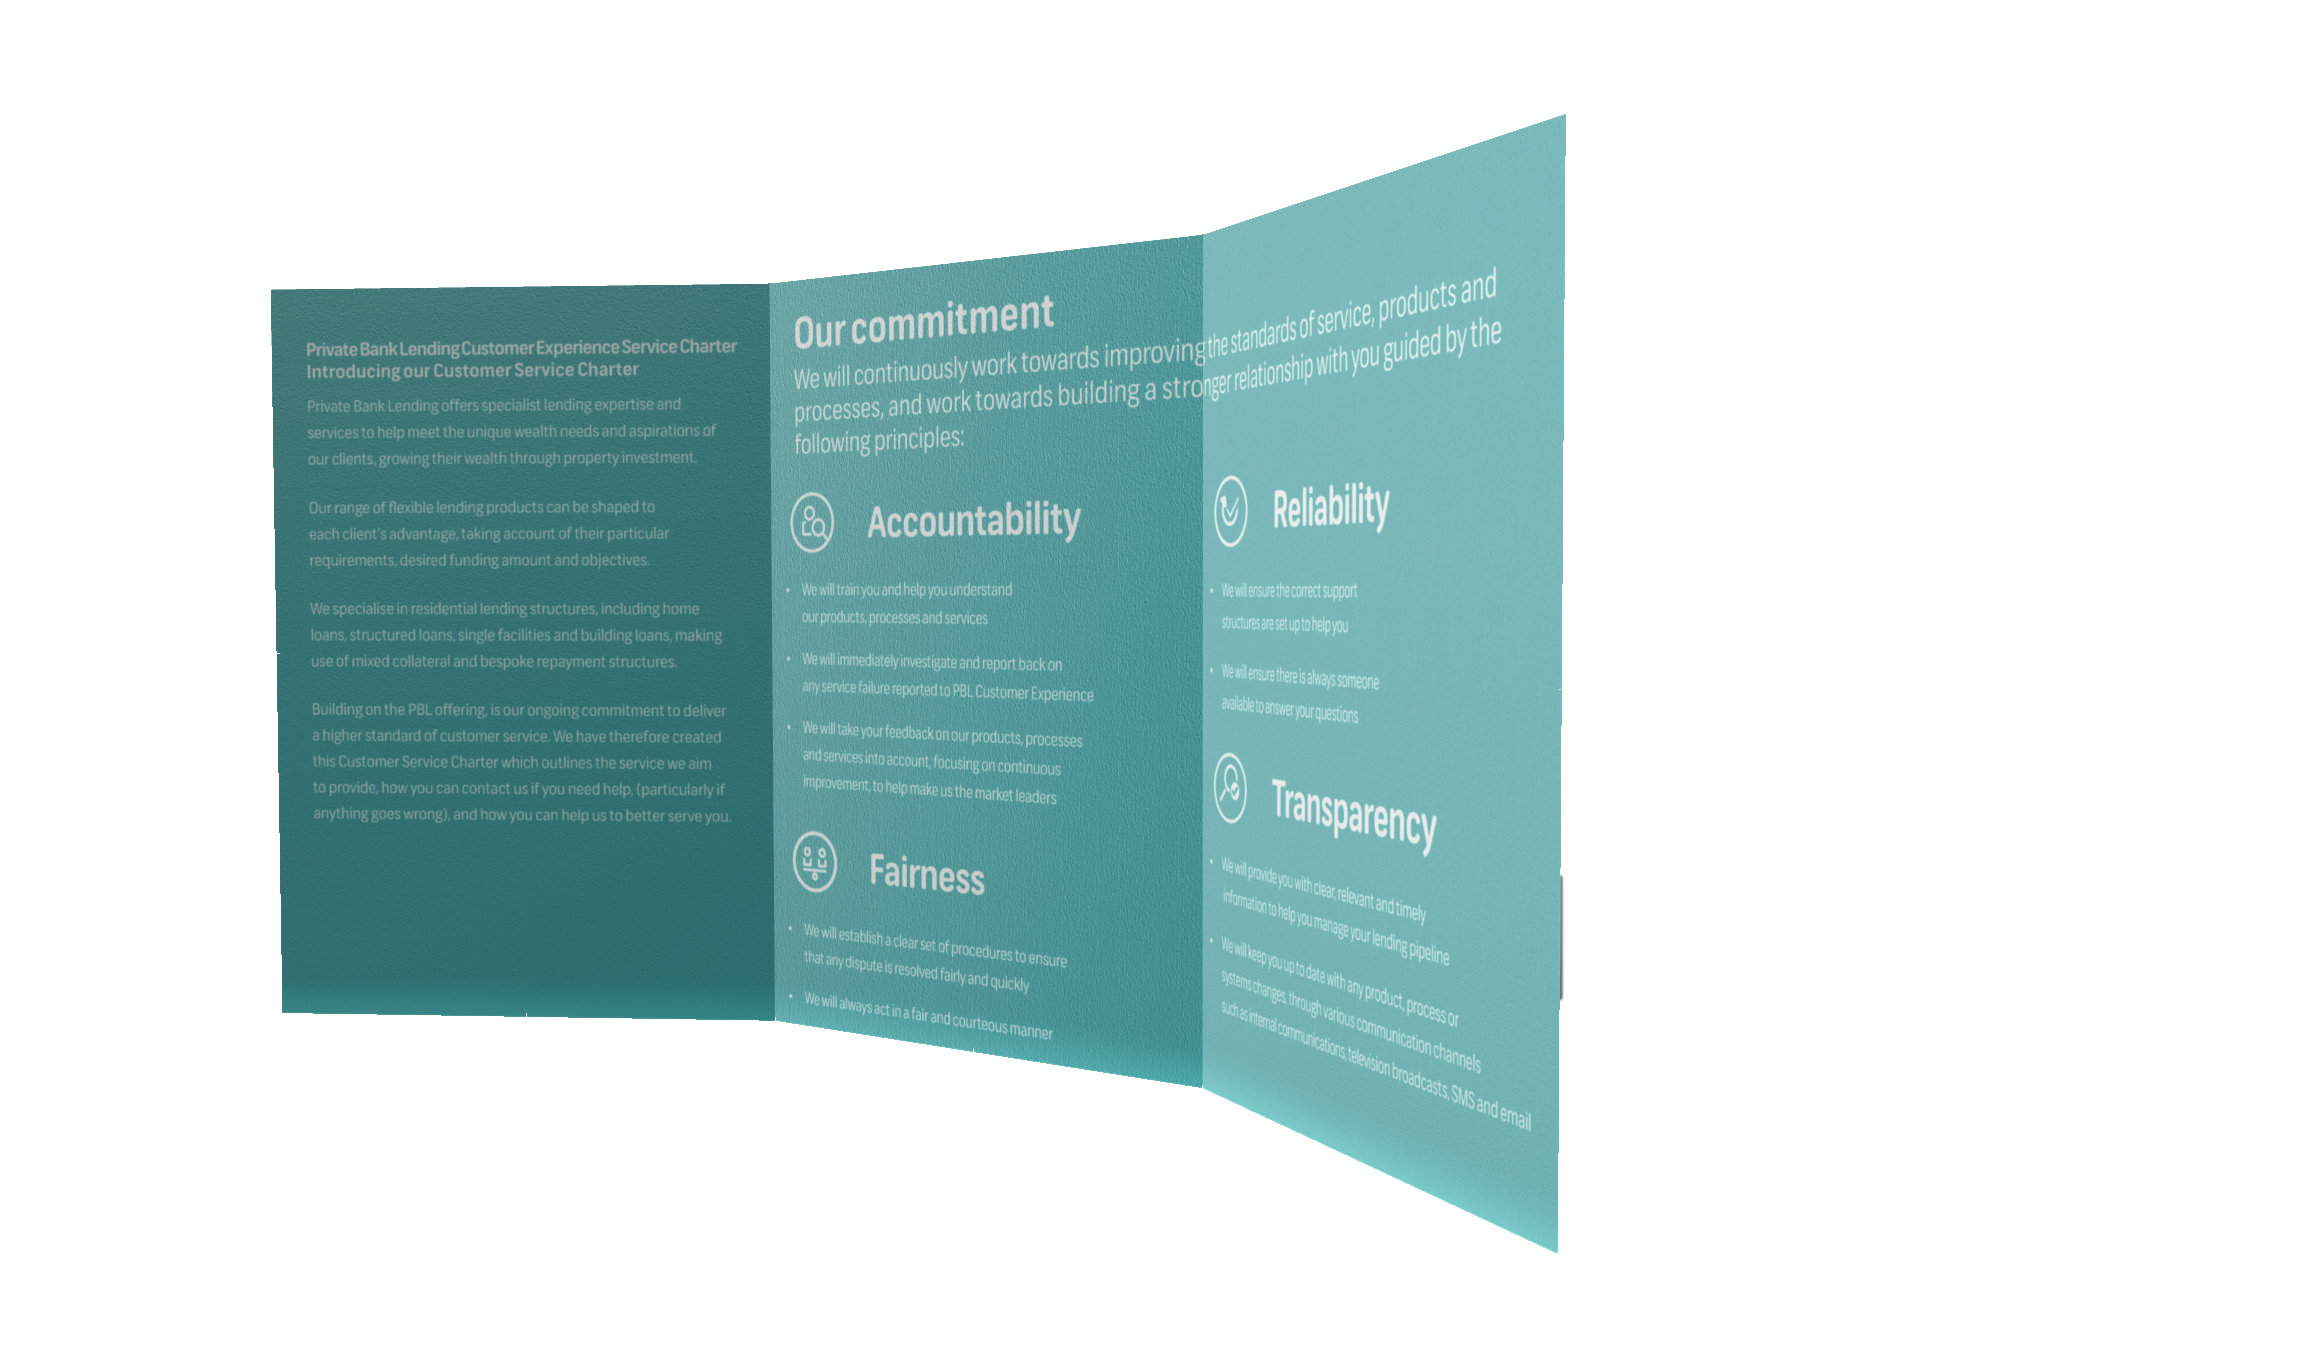 Private Bank Lending Customer Experience Service Charter
Introducing our Customer Service Charter
Private Bank Lending offers specialist lending expertise and
services to help meet the unique wealth needs and aspirations of
our clients, growing their wealth through property investment.
Our range of flexible lending products can be shaped to
each client's advantage, taking account of their particular
requirements, desired funding amount and objectives.
We specialise in residential lending structures, including home
loans, structured loans, single facilities and building loans, making
use of mixed collateral and bespoke repayment structures.
Building on the PBL offering, is our ongoing commitment to deliver
a higher standard of customer service. We have therefore created
this Customer Service Charter which outlines the service we aim
to provide, how you can contact us if you need help, (particularly if
anything goes wrong), and how you can help us to better serve you.
Our commitment
We will continuously work towards improving the standards of service, products and
processes, and work towards building a stronger relationship with you guided by the
following principles:
Accountability
• We will train you and help you understand
our products, processes and services
• We will immediately investigate and report back on
any service failure reported to PBL Customer Experience
• We will take your feedback on our products, processes
and services into account, focusing on continuous
improvement, to help make us the market leaders
Fairness
• We will establish a clear set of procedures to ensure
that any dispute is resolved fairly and quickly
• We will always act in a fair and courteous manner
Reliability
• We will ensure the correct support
structures are set up to help you
• We will ensure there is always someone
available to answer your questions
Transparency
• We will provide you with clear, relevant and timely
information to help you manage your lending pipeline
• We will keep you up to date with any product, process or
systems changes, through various communication channels
such as internal communications, television broadcasts, SMS and email